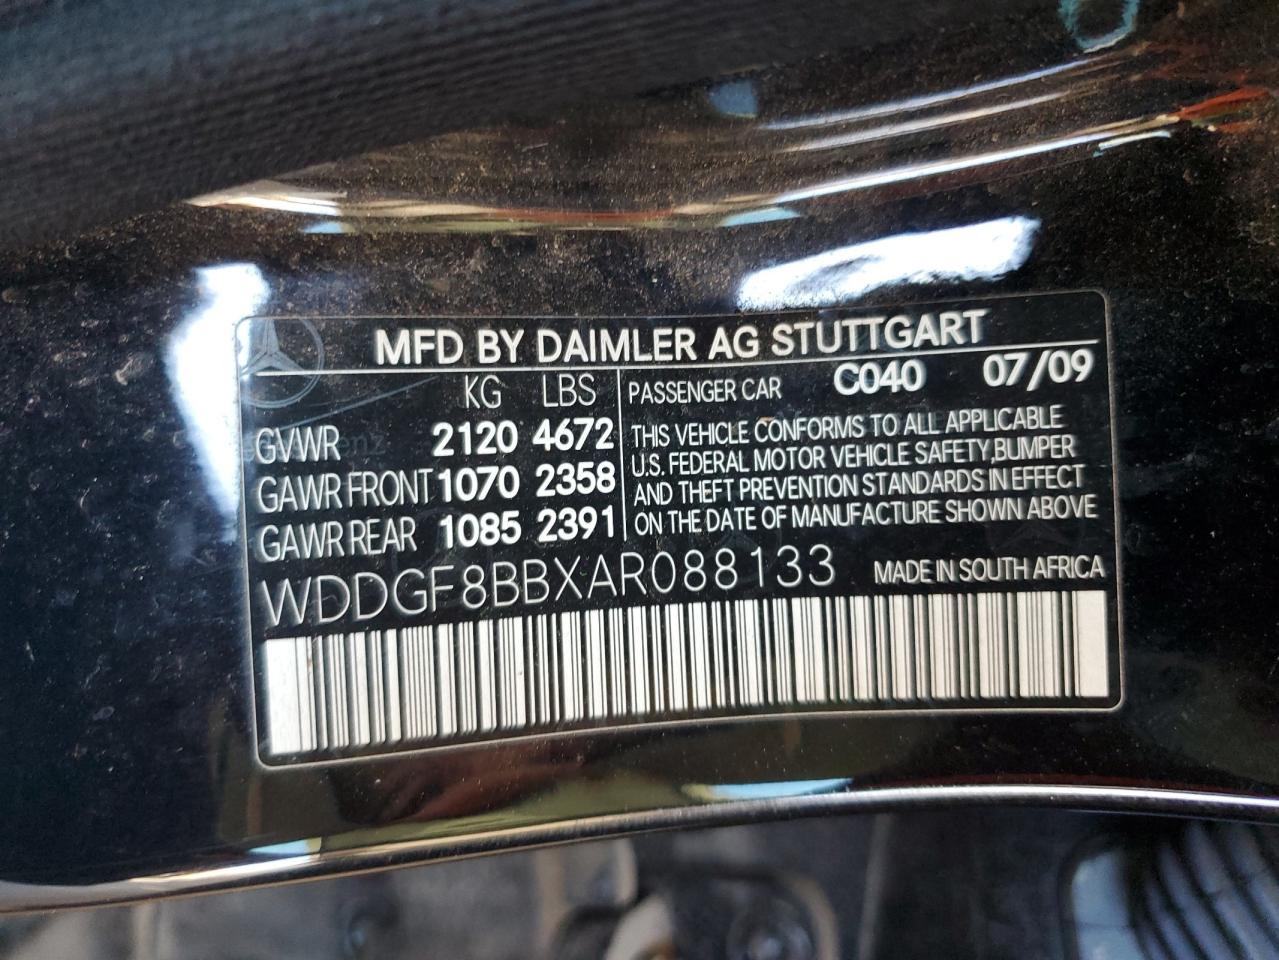 MFD BY DAIMLER AG STUTTGART
KG LBS
GVWR 2120 4672
GAWR FRONT 1070 2358
GAWR REAR 1085 2391
PASSENGER CAR C040 07/09
THIS VEHICLE CONFORMS TO ALL APPLICABLE
U.S. FEDERAL MOTOR VEHICLE SAFETY,BUMPER
AND THEFT PREVENTION STANDARDS IN EFFECT
ON THE DATE OF MANUFACTURE SHOWN ABOVE
WDDGF8BBXAR088133 MADE IN SOUTH AFRICA